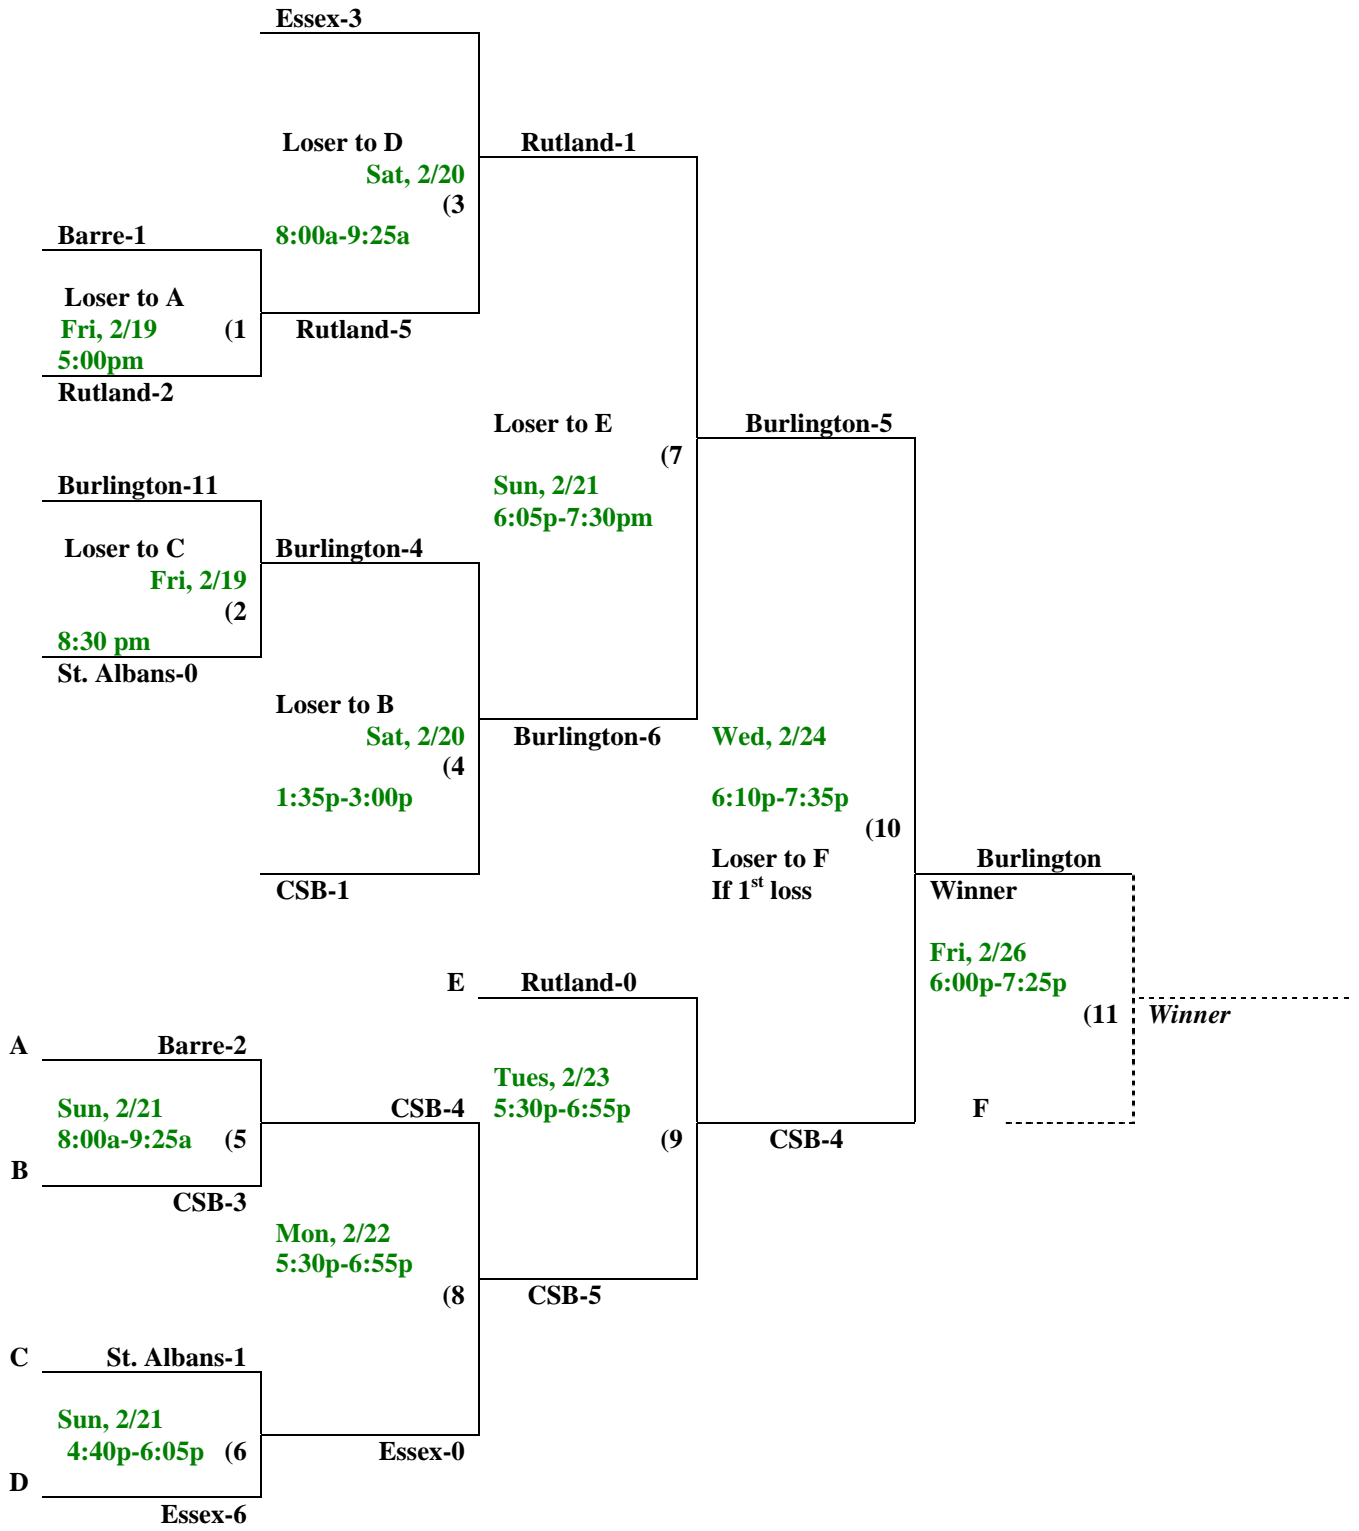 Essex-3
Loser to D
Rutland-1
Sat, 2/20
(3
Barre-1
8:00a-9:25a
Loser to A
Fri, 2/19
(1
Rutland-5
5:00pm
Rutland-2
Loser to E
Burlington-5
(7
Burlington-11
Sun, 2/21
6:05p-7:30pm
Loser to C
Burlington-4
Fri, 2/19
(2
8:30 pm
St. Albans-0
Loser to B
Sat, 2/20
Burlington-6
Wed, 2/24
(4
1:35p-3:00p
6:10p-7:35p
(10
Loser to F
Burlington
CSB-1
If 1st loss
Winner
Fri, 2/26
E
Rutland-0
6:00p-7:25p
(11
Winner
A
Barre-2
Tues, 2/23
Sun, 2/21
CSB-4
5:30p-6:55p
F
8:00a-9:25a
(5
(9
CSB-4
B
CSB-3
Mon, 2/22
5:30p-6:55p
(8
CSB-5
C
St. Albans-1
Sun, 2/21
4:40p-6:05p
(6
Essex-0
D
Essex-6